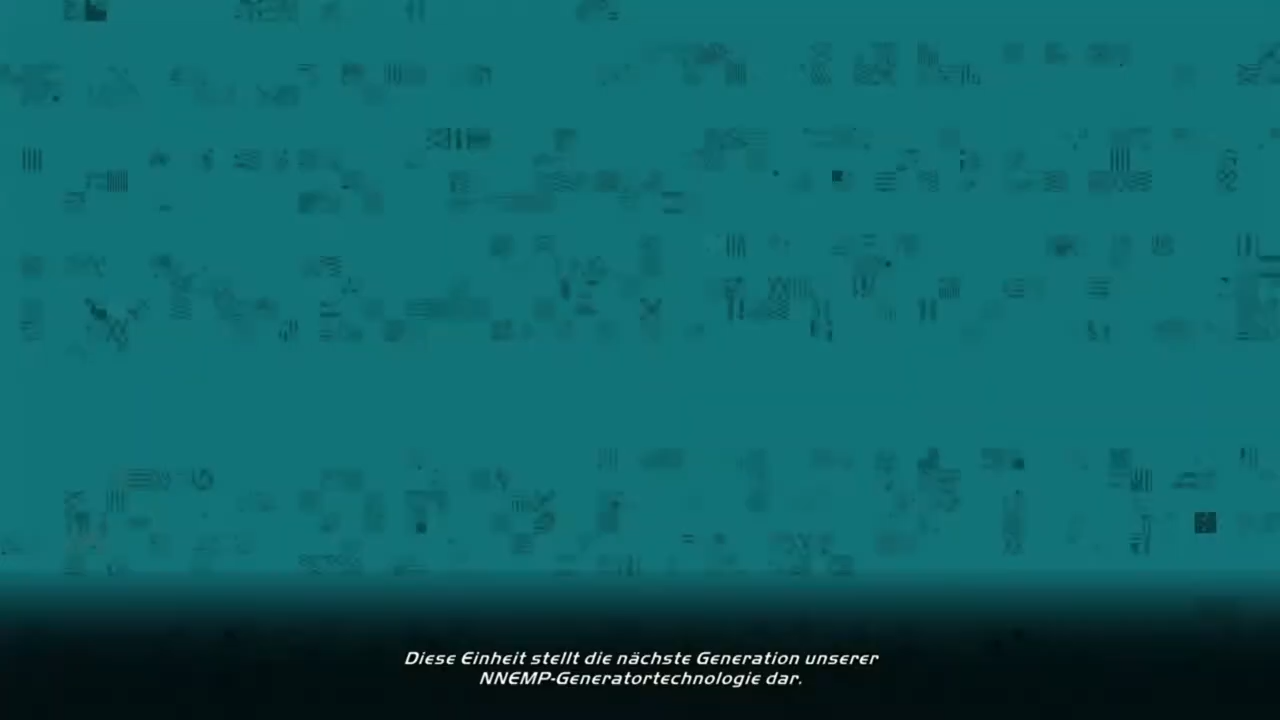 Diese Einheit stellt die nächste Generation unserer
NNEMP-Generatortechnologie dar.